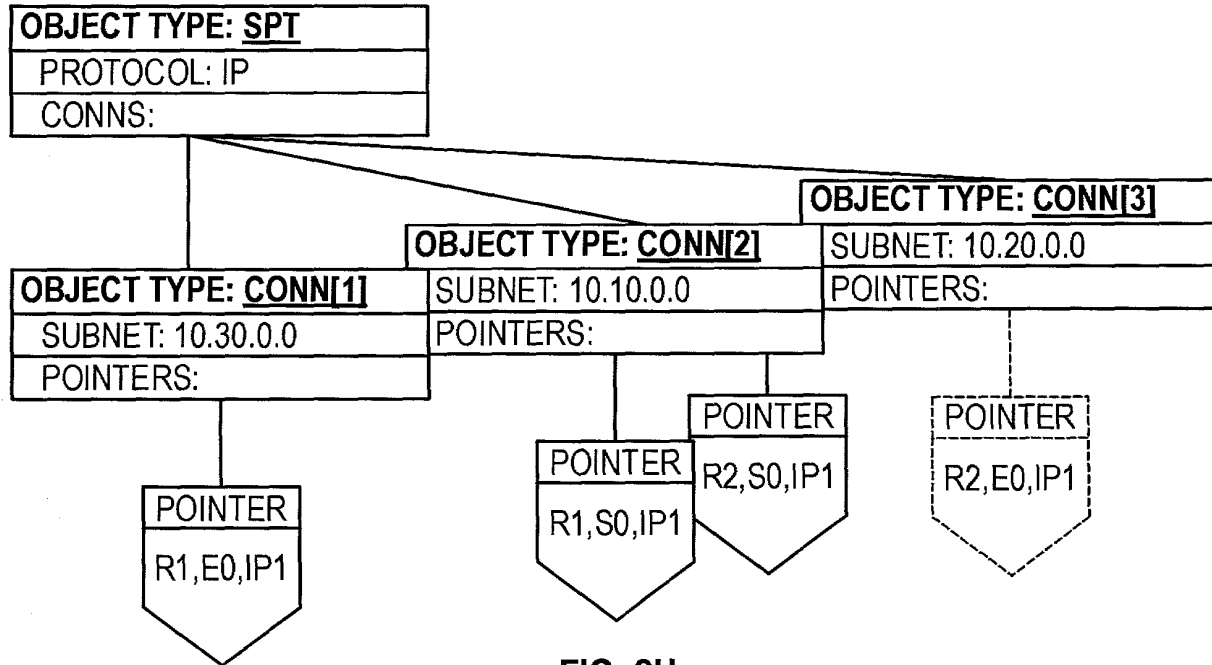 OBJECT TYPE: SPT
PROTOCOL: IP
CONNS:
OBJECT TYPE: CONN[3]
SUBNET: 10.20.0.0
POINTERS:
OBJECT TYPE: CONN[2]
SUBNET: 10.10.0.0
POINTERS:
OBJECT TYPE: CONN[1]
SUBNET: 10.30.0.0
POINTERS:
POINTER
R1,E0,IP1
POINTER
R1,S0,IP1
POINTER
R2,S0,IP1
POINTER
R2,E0,IP1